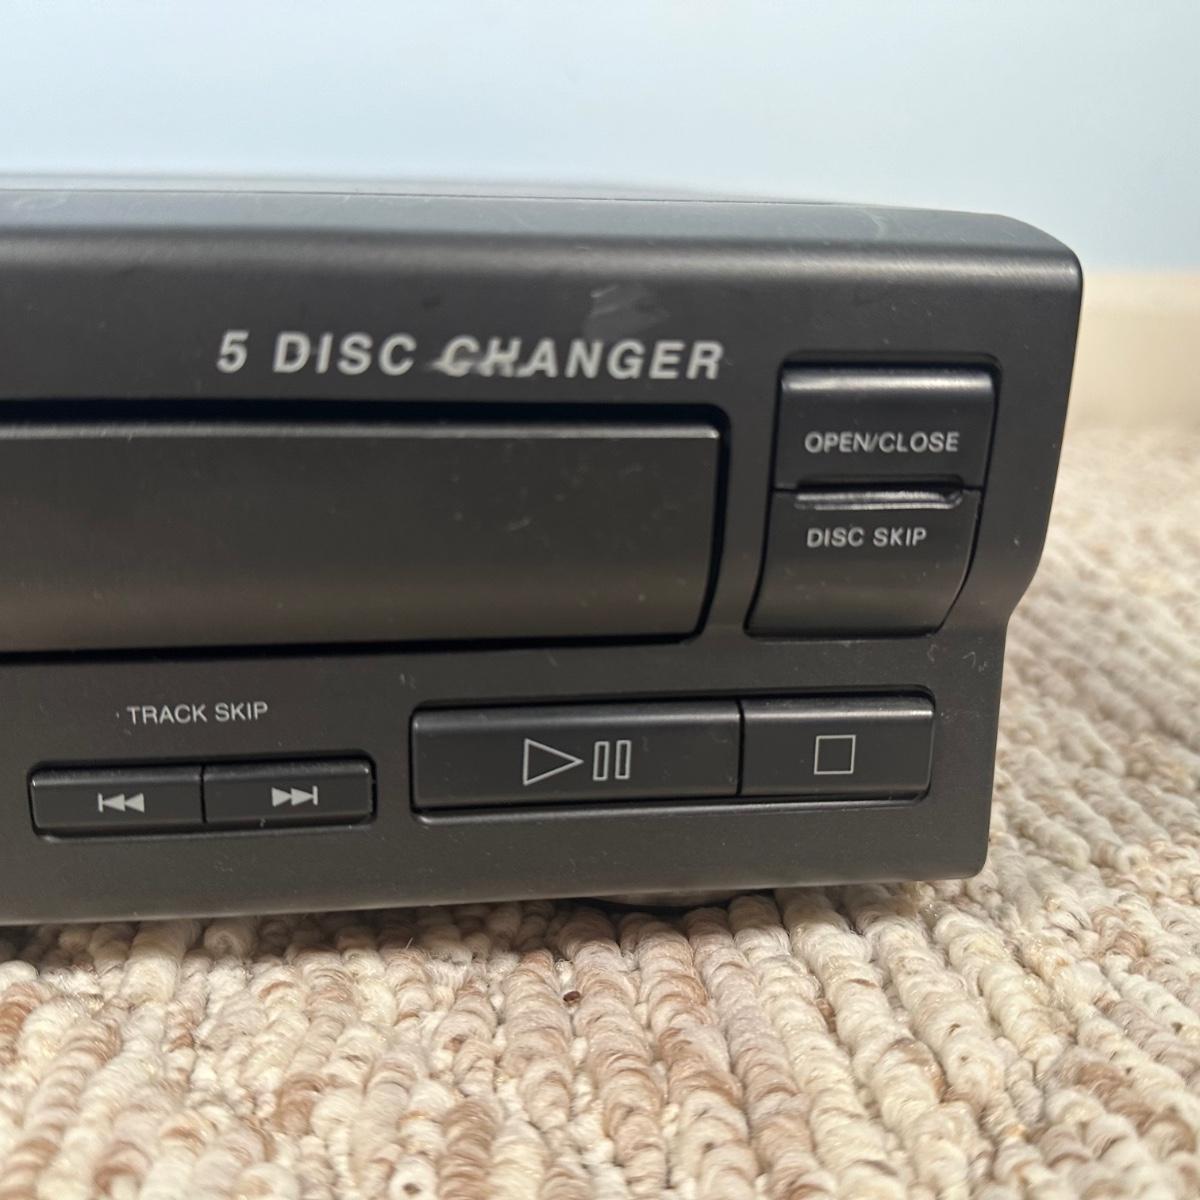 5 DISC CHANGER
OPEN/CLOSE
DISC SKIP
TRACK SKIP